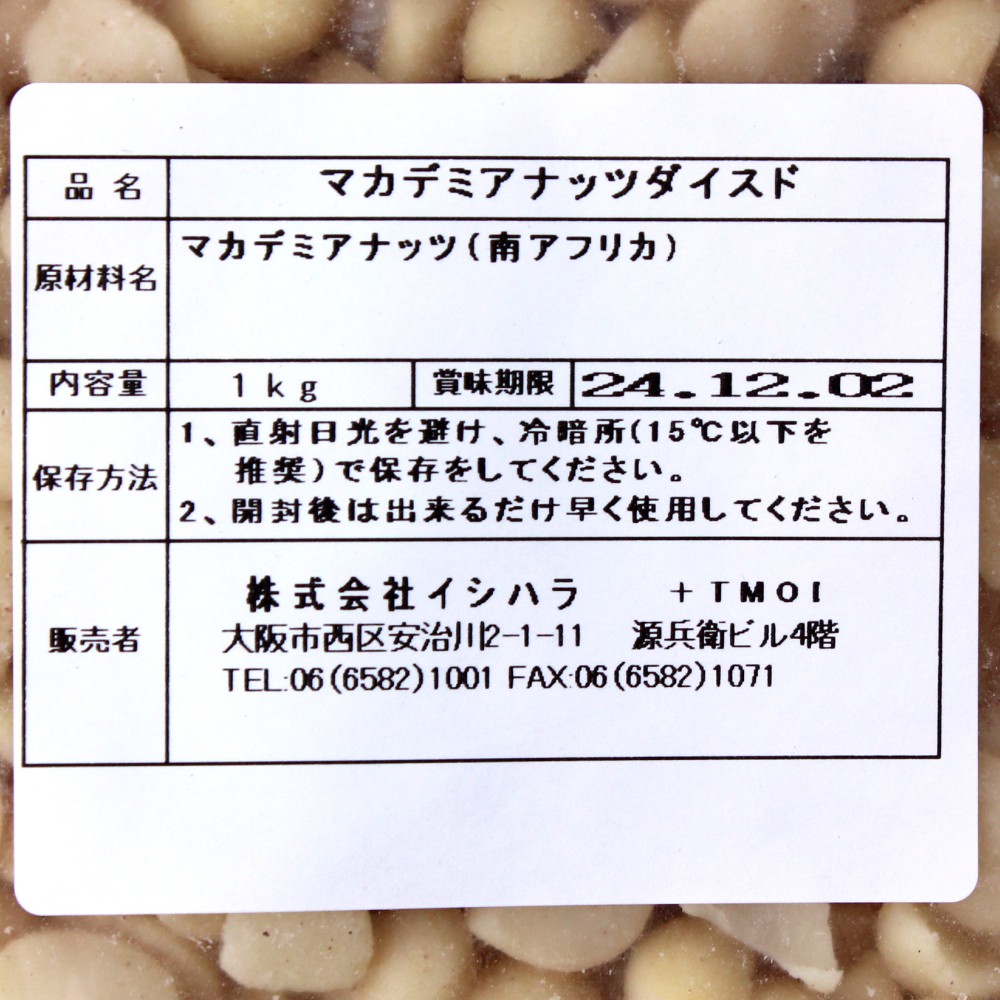 品名 マカデミアナッツダイスド
原材料名 マカデミアナッツ(南アフリカ)
内容量 1kg 賞味期限 24.12.02
保存方法 1、直射日光を避け、冷暗所(15℃以下を
推奨)で保存をしてください。
2、開封後は出来るだけ早く使用してください。
販売者 株式会社イシハラ +TMOI
大阪市西区安治川2-1-11 源兵衛ビル4階
TEL:06(6582)1001 FAX:06(6582)1071